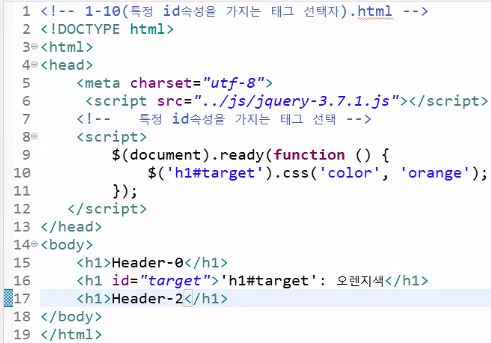 1 <!-- 1-10(특정 id속성을 가지는 태그 선택자).html -->
2 <!DOCTYPE html>
3 <html>
4 <head>
5     <meta charset="utf-8">
6      <script src="../js/jquery-3.7.1.js"></script>
7     <!--   특정 id속성을 가지는 태그 선택 -->
8     <script>
9         $(document).ready(function () {
10             $('h1#target').css('color', 'orange');
11         });
12    </script>
13 </head>
14 <body>
15     <h1>Header-0</h1>
16     <h1 id="target">'h1#target': 오렌지색</h1>
17     <h1>Header-2</h1>
18 </body>
19 </html>